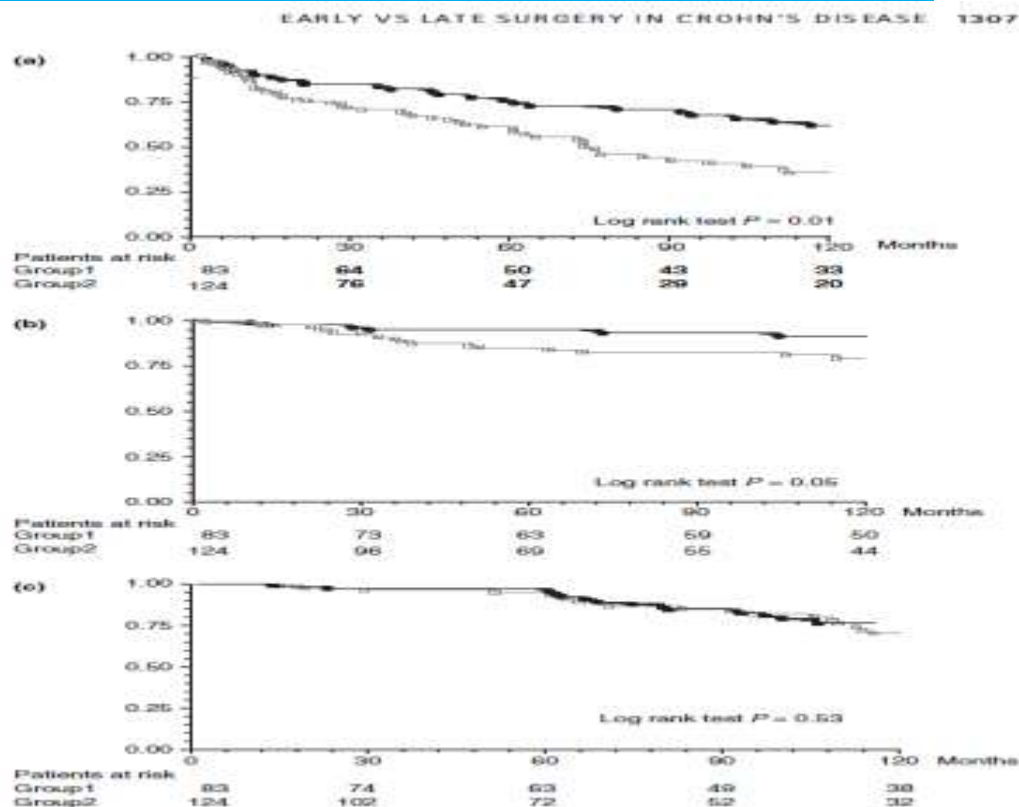 EARLY VS LATE SURGERY IN CROHN'S DISEASE 1307
(a)
1.00
0.75
0.50
0.25
0.00
Log rank test P = 0.01
0 30 60 90 120 Months
Patients at risk
Group1 83 64 50 43 33
Group2 124 76 47 29 20
(b)
1.00
0.75
0.50
0.25
0.00
Log rank test P = 0.05
0 30 60 90 120 Months
Patients at risk
Group1 83 73 63 59 50
Group2 124 96 69 55 44
(c)
1.00
0.75
0.50
0.25
0.00
Log rank test P = 0.53
0 30 60 90 120 Months
Patients at risk
Group1 83 74 63 49 38
Group2 124 102 72 52 32